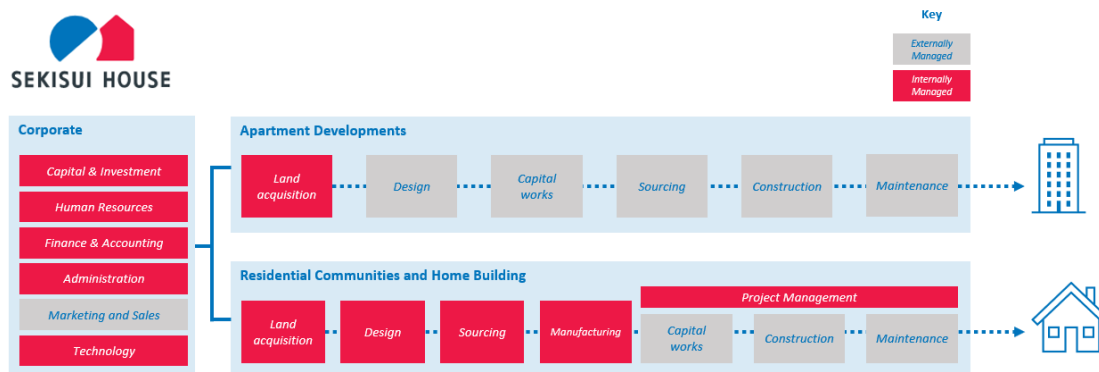 Key
Externally
Managed
Internally
Managed
SEKISUI HOUSE
Corporate
Capital & Investment
Human Resources
Finance & Accounting
Administration
Marketing and Sales
Technology
Apartment Developments
Land
acquisition
Design
Capital
works
Sourcing
Construction
Maintenance
Residential Communities and Home Building
Land
acquisition
Design
Sourcing
Manufacturing
Project Management
Capital
works
Construction
Maintenance